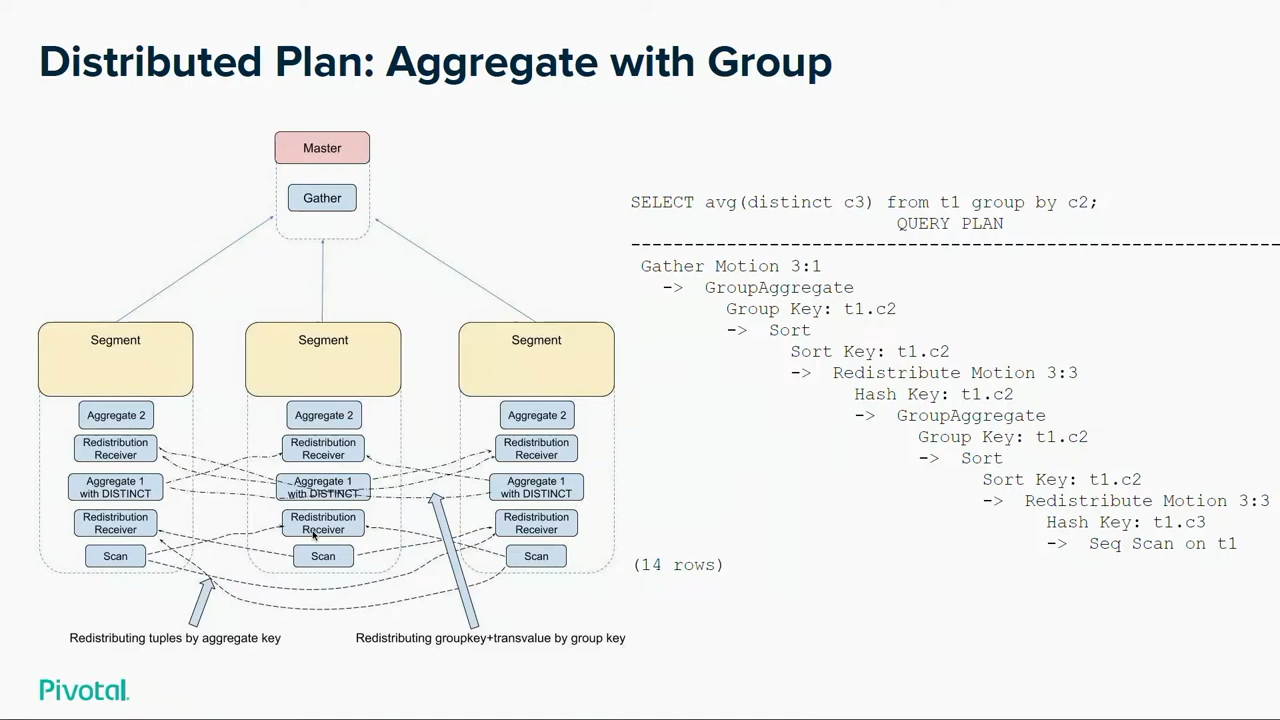 Distributed Plan: Aggregate with Group
Master
Gather
Segment
Segment
Segment
Aggregate 2
Aggregate 2
Aggregate 2
Redistribution
Receiver
Redistribution
Receiver
Redistribution
Receiver
Aggregate 1
with DISTINCT
Aggregate 1
with DISTINCT
Aggregate 1
with DISTINCT
Redistribution
Receiver
Redistribution
Receiver
Redistribution
Receiver
Scan
Scan
Scan
Redistributing tuples by aggregate key
Redistributing groupkey+transvalue by group key
SELECT avg(distinct c3) from t1 group by c2;
QUERY PLAN
Gather Motion 3:1
-> GroupAggregate
Group Key: t1.c2
-> Sort
Sort Key: t1.c2
-> Redistribute Motion 3:3
Hash Key: t1.c2
-> GroupAggregate
Group Key: t1.c2
-> Sort
Sort Key: t1.c2
-> Redistribute Motion 3:3
Hash Key: t1.c3
-> Seq Scan on t1
(14 rows)
Pivotal.